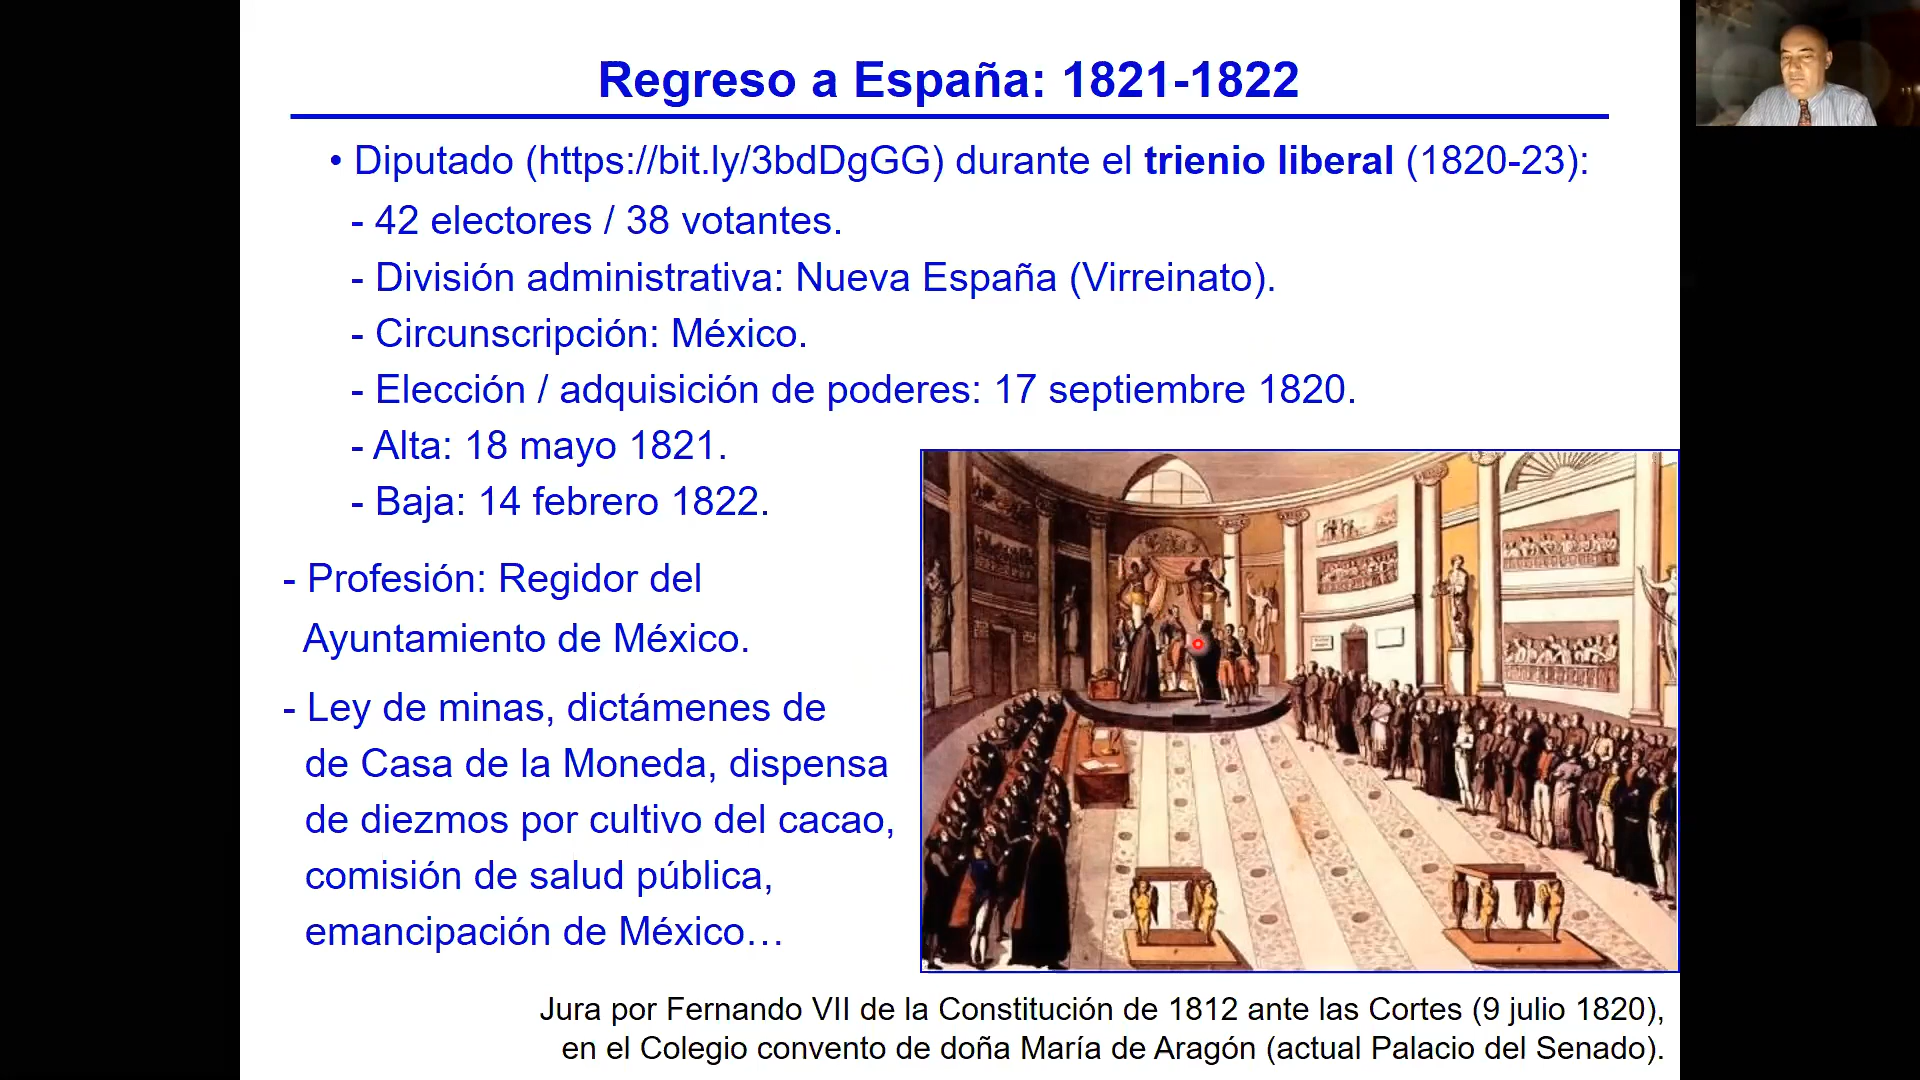 Regreso a España: 1821-1822
• Diputado (https://bit.ly/3bdDgGG) durante el trienio liberal (1820-23):
- 42 electores / 38 votantes.
- División administrativa: Nueva España (Virreinato).
- Circunscripción: México.
- Elección / adquisición de poderes: 17 septiembre 1820.
- Alta: 18 mayo 1821.
- Baja: 14 febrero 1822.
- Profesión: Regidor del
Ayuntamiento de México.
- Ley de minas, dictámenes de
de Casa de la Moneda, dispensa
de diezmos por cultivo del cacao,
comisión de salud pública,
emancipación de México…
Jura por Fernando VII de la Constitución de 1812 ante las Cortes (9 julio 1820),
en el Colegio convento de doña María de Aragón (actual Palacio del Senado).